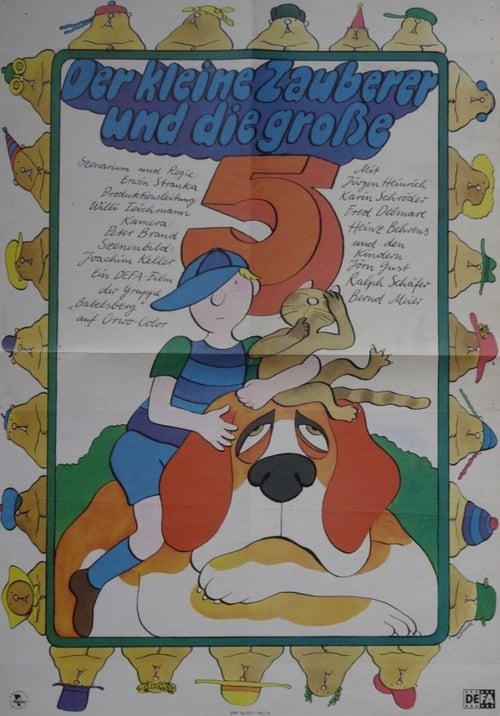 Der kleine Zauberer
und die große
5
Szenarium und Regie
Erwin Stranka
Produktionsleitung
Willi Teichmann
Kamera:
Peter Brand
Szenenbild:
Joachim Keller
Ein DEFA-Film
der Gruppe
"Babelsberg"
auf Orwo-Color
Mit
Jürgen Heinrich
Karin Schröder
Fred Delmare
Heinz Behrens
und den
Kindern
Jörn Gust
Ralph Schäfer
Bernd Meier
DEFA